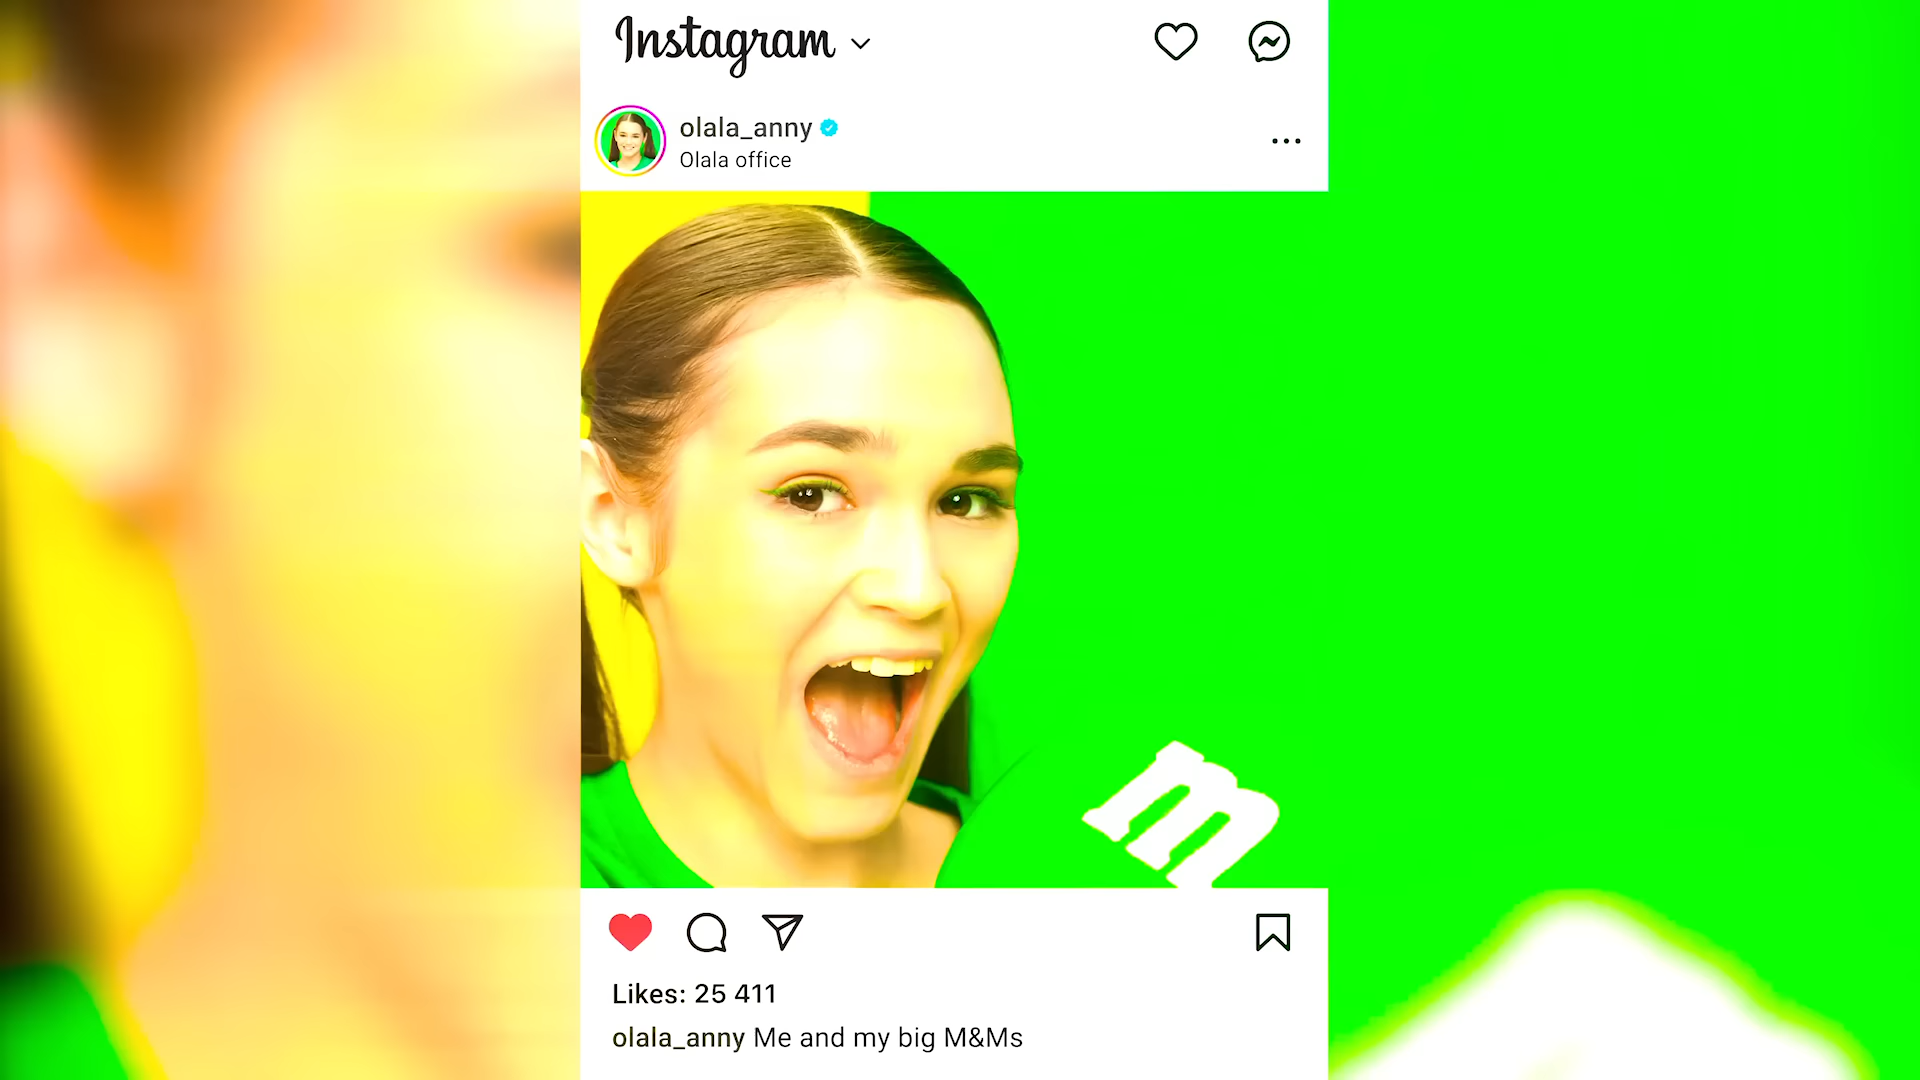 Instagram
olala_anny
Olala office
m
Likes: 25 411
olala_anny Me and my big M&Ms